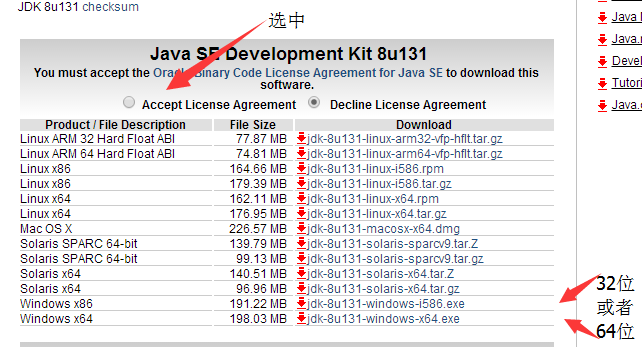 JDK 8u131 checksum
选中
Java SE Development Kit 8u131
You must accept the Oracle Binary Code License Agreement for Java SE to download this
software.
Accept License Agreement Decline License Agreement
Product / File Description File Size Download
Linux ARM 32 Hard Float ABI 77.87 MB jdk-8u131-linux-arm32-vfp-hflt.tar.gz
Linux ARM 64 Hard Float ABI 74.81 MB jdk-8u131-linux-arm64-vfp-hflt.tar.gz
Linux x86 164.66 MB jdk-8u131-linux-i586.rpm
Linux x86 179.39 MB jdk-8u131-linux-i586.tar.gz
Linux x64 162.11 MB jdk-8u131-linux-x64.rpm
Linux x64 176.95 MB jdk-8u131-linux-x64.tar.gz
Mac OS X 226.57 MB jdk-8u131-macosx-x64.dmg
Solaris SPARC 64-bit 139.79 MB jdk-8u131-solaris-sparcv9.tar.Z
Solaris SPARC 64-bit 99.13 MB jdk-8u131-solaris-sparcv9.tar.gz
Solaris x64 140.51 MB jdk-8u131-solaris-x64.tar.Z
Solaris x64 96.96 MB jdk-8u131-solaris-x64.tar.gz
Windows x86 191.22 MB jdk-8u131-windows-i586.exe
Windows x64 198.03 MB jdk-8u131-windows-x64.exe
32位
或者
64位
Java
Java.
Devel
Tutori
Java.